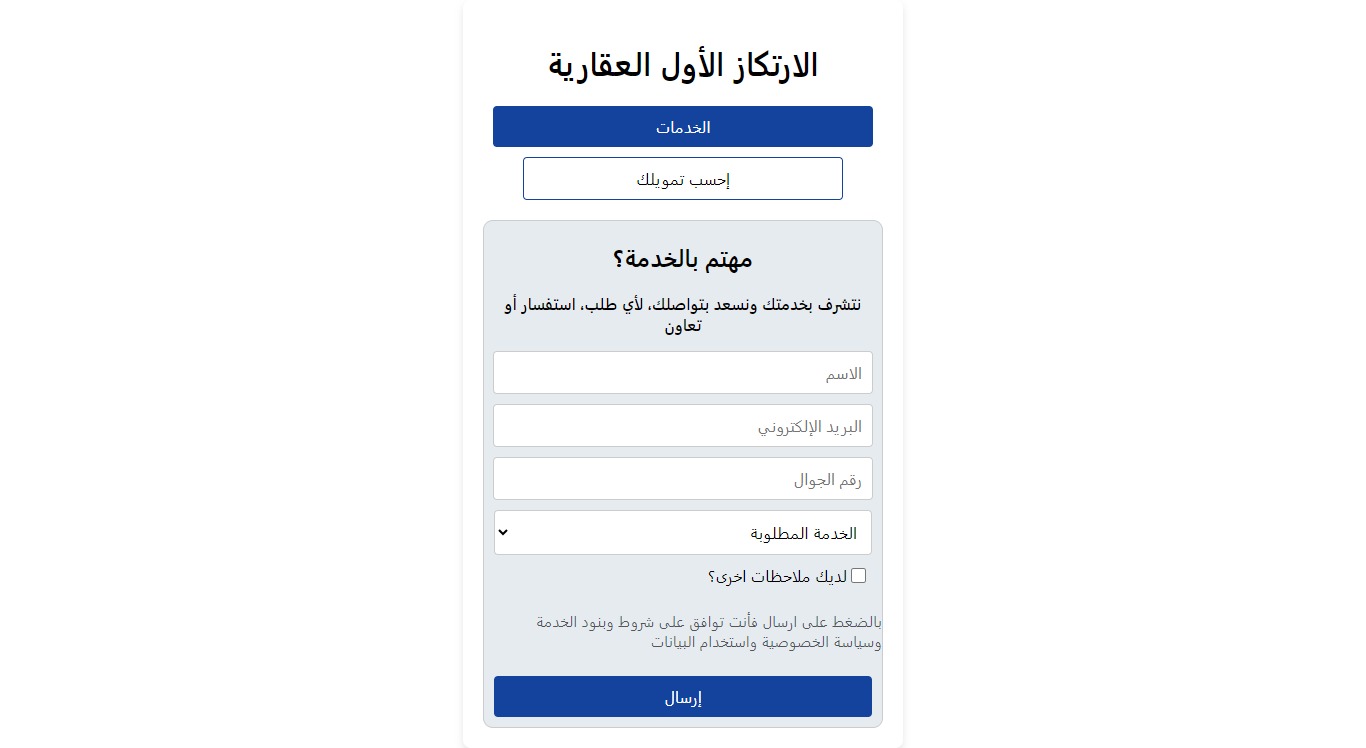 الارتكاز الأول العقارية
الخدمات
إحسب تمويلك
مهتم بالخدمة؟
نتشرف بخدمتك ونسعد بتواصلك، لأي طلب، استفسار أو
تعاون
الاسم
البريد الإلكتروني
رقم الجوال
الخدمة المطلوبة
لديك ملاحظات اخرى؟
بالضغط على ارسال فأنت توافق على شروط وبنود الخدمة
وسياسة الخصوصية واستخدام البيانات
إرسال